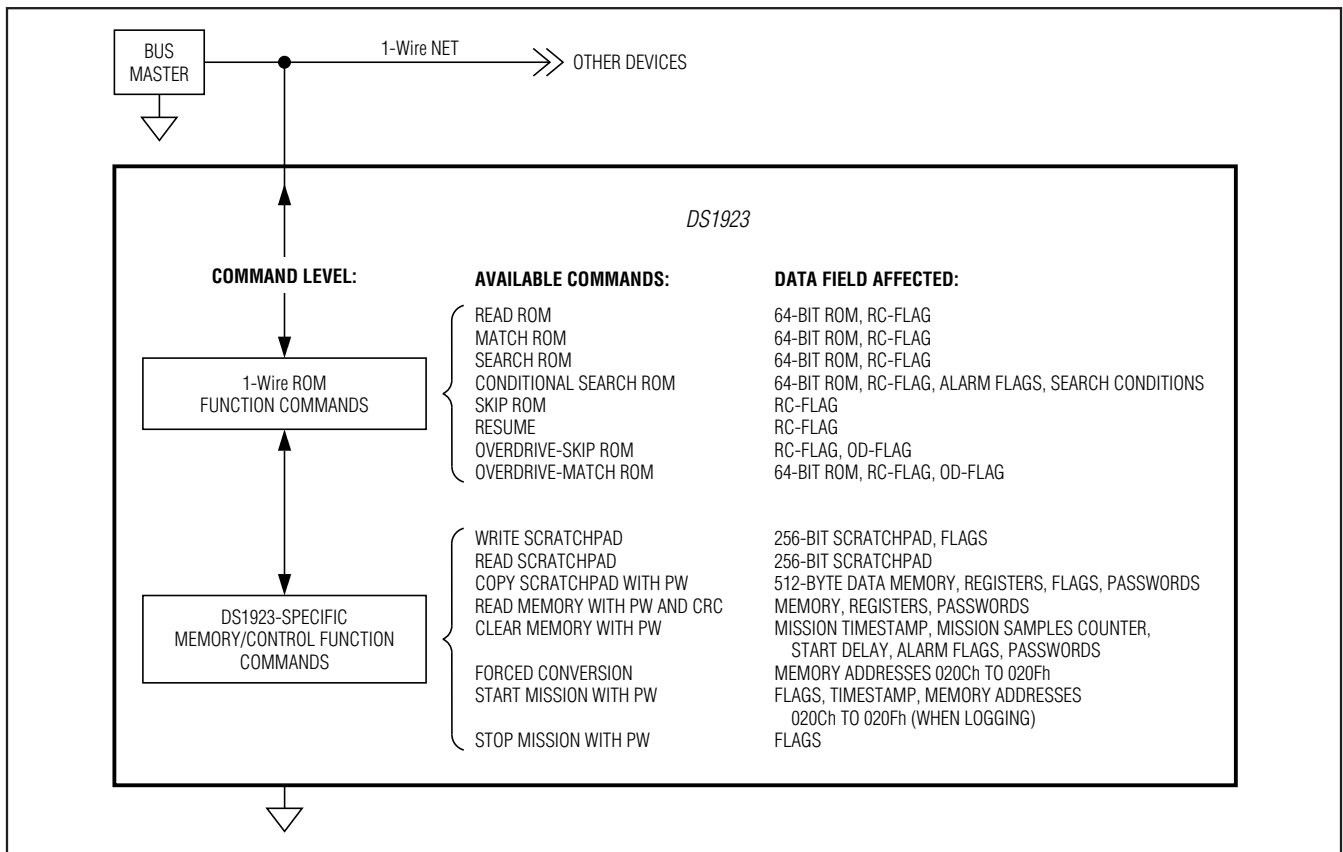 BUS
MASTER
1-Wire NET
OTHER DEVICES
DS1923
COMMAND LEVEL: AVAILABLE COMMANDS: DATA FIELD AFFECTED:
1-Wire ROM
FUNCTION COMMANDS
READ ROM 64-BIT ROM, RC-FLAG
MATCH ROM 64-BIT ROM, RC-FLAG
SEARCH ROM 64-BIT ROM, RC-FLAG
CONDITIONAL SEARCH ROM 64-BIT ROM, RC-FLAG, ALARM FLAGS, SEARCH CONDITIONS
SKIP ROM RC-FLAG
RESUME RC-FLAG
OVERDRIVE-SKIP ROM RC-FLAG, OD-FLAG
OVERDRIVE-MATCH ROM 64-BIT ROM, RC-FLAG, OD-FLAG
DS1923-SPECIFIC
MEMORY/CONTROL FUNCTION
COMMANDS
WRITE SCRATCHPAD 256-BIT SCRATCHPAD, FLAGS
READ SCRATCHPAD 256-BIT SCRATCHPAD
COPY SCRATCHPAD WITH PW 512-BYTE DATA MEMORY, REGISTERS, FLAGS, PASSWORDS
READ MEMORY WITH PW AND CRC MEMORY, REGISTERS, PASSWORDS
CLEAR MEMORY WITH PW MISSION TIMESTAMP, MISSION SAMPLES COUNTER,
START DELAY, ALARM FLAGS, PASSWORDS
FORCED CONVERSION MEMORY ADDRESSES 020Ch TO 020Fh
START MISSION WITH PW FLAGS, TIMESTAMP, MEMORY ADDRESSES
020Ch TO 020Fh (WHEN LOGGING)
STOP MISSION WITH PW FLAGS